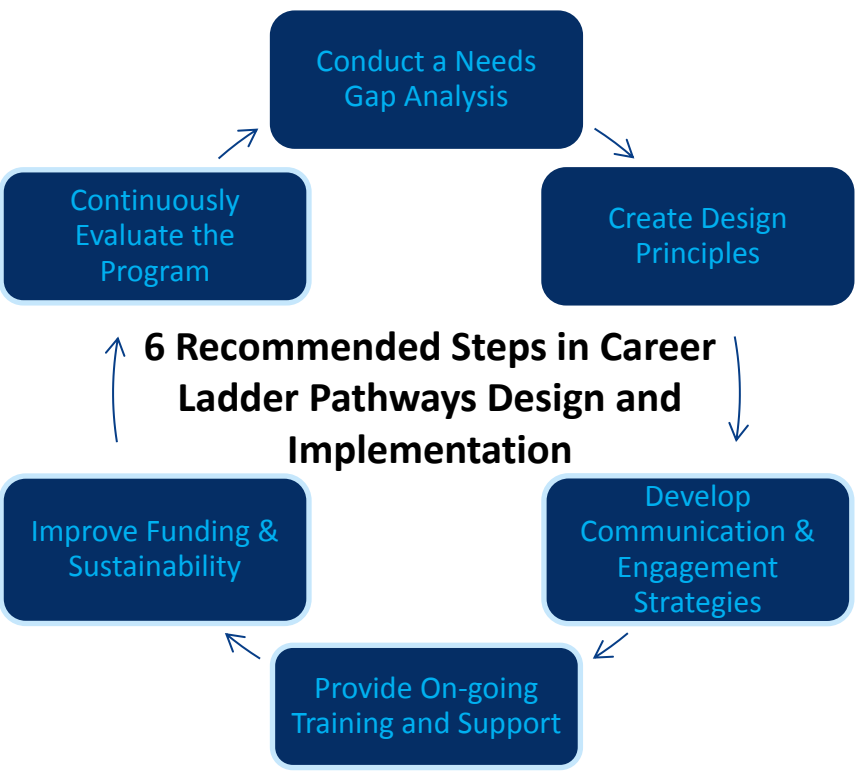 Conduct a Needs
Gap Analysis
Create Design
Principles
Develop
Communication &
Engagement
Strategies
Provide On-going
Training and Support
Improve Funding &
Sustainability
Continuously
Evaluate the
Program
6 Recommended Steps in Career
Ladder Pathways Design and
Implementation